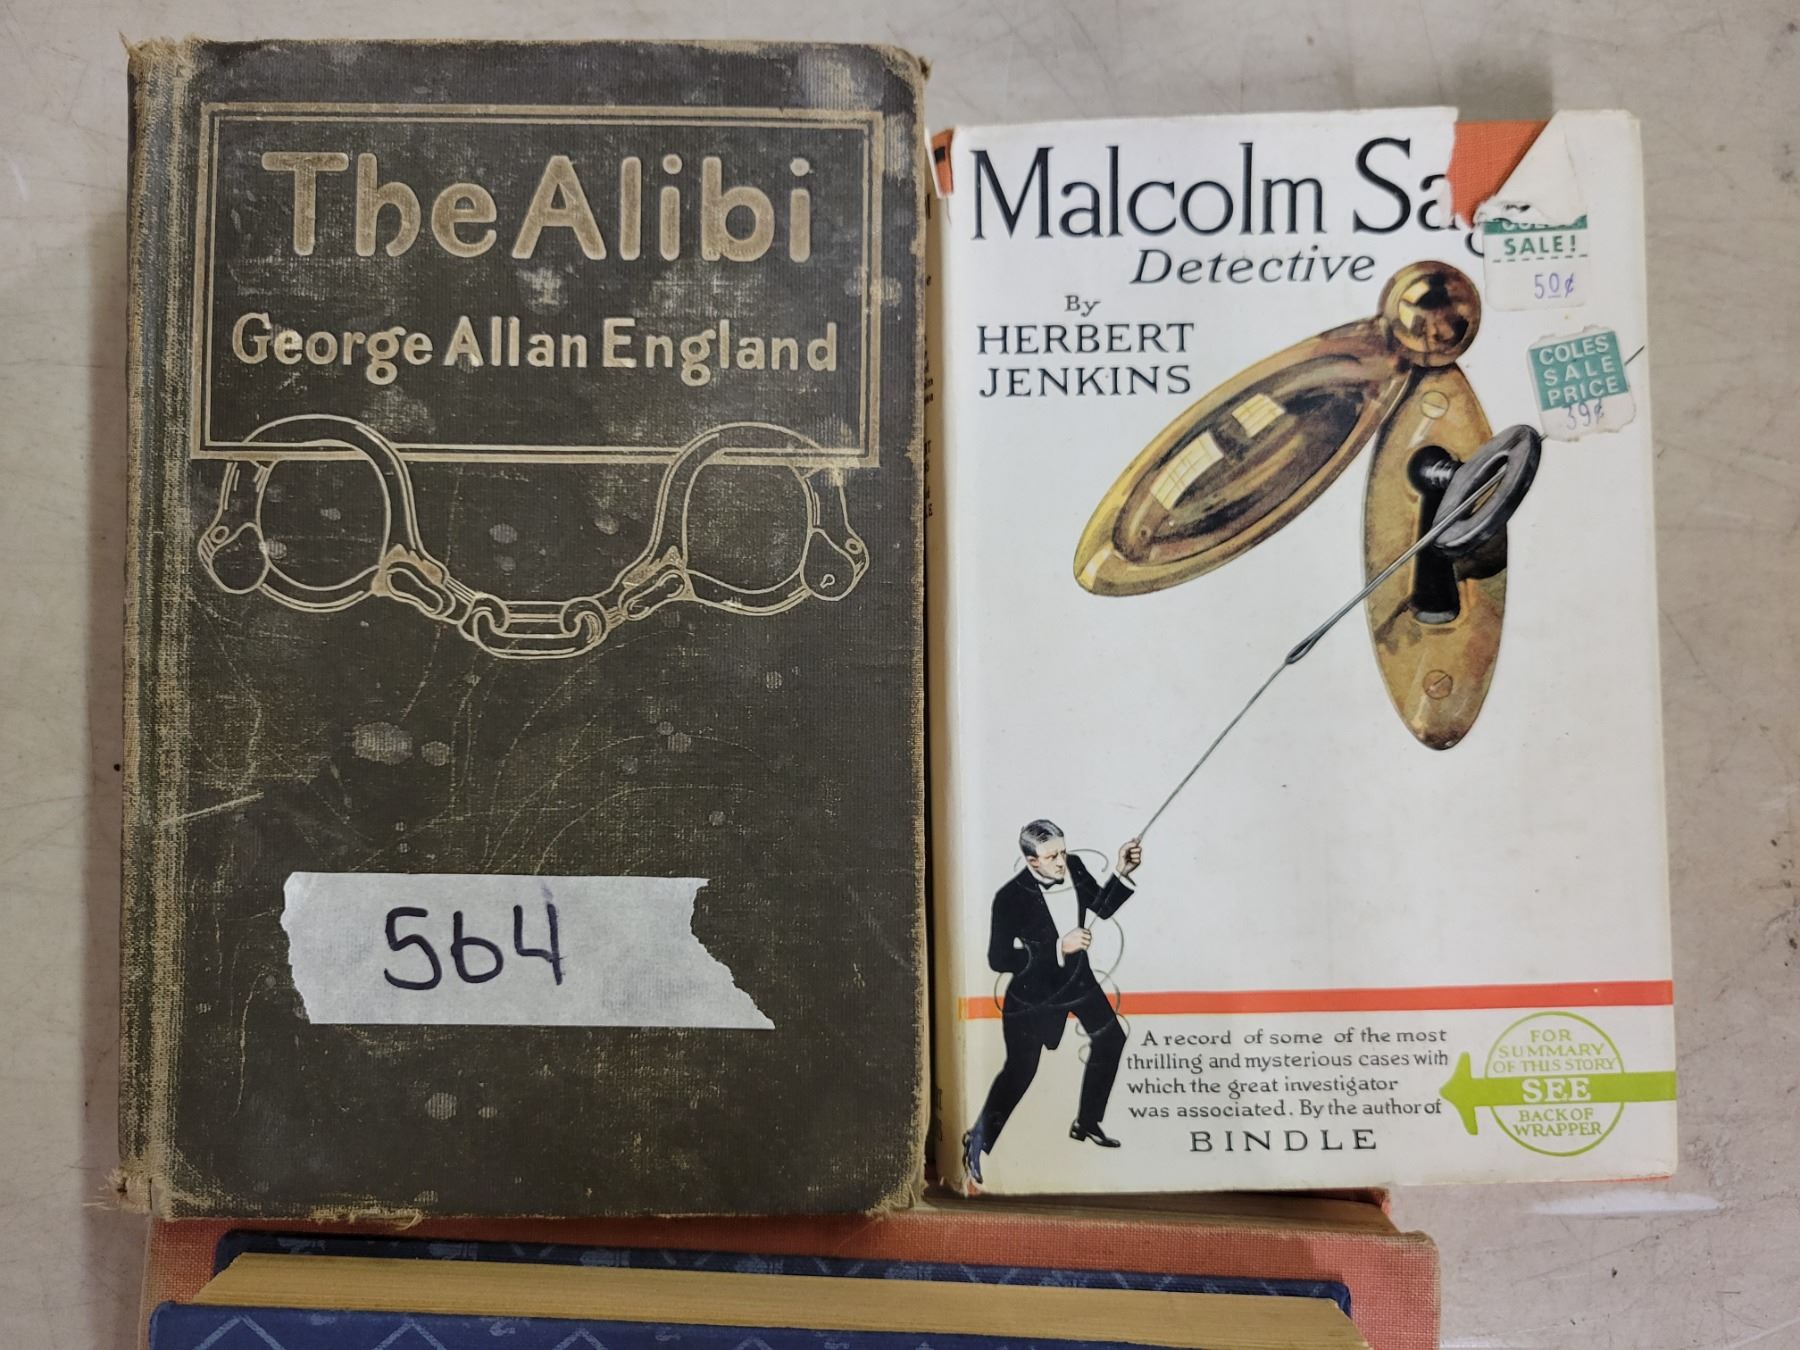 The Alibi
George Allan England
564
Malcolm Sag
Detective
By
HERBERT
JENKINS
SALE!
50¢
COLES
SALE
PRICE
39¢
A record of some of the most
thrilling and mysterious cases with
which the great investigator
was associated. By the author of
BINDLE
FOR
SUMMARY
OF THIS STORY
SEE
BACK OF
WRAPPER